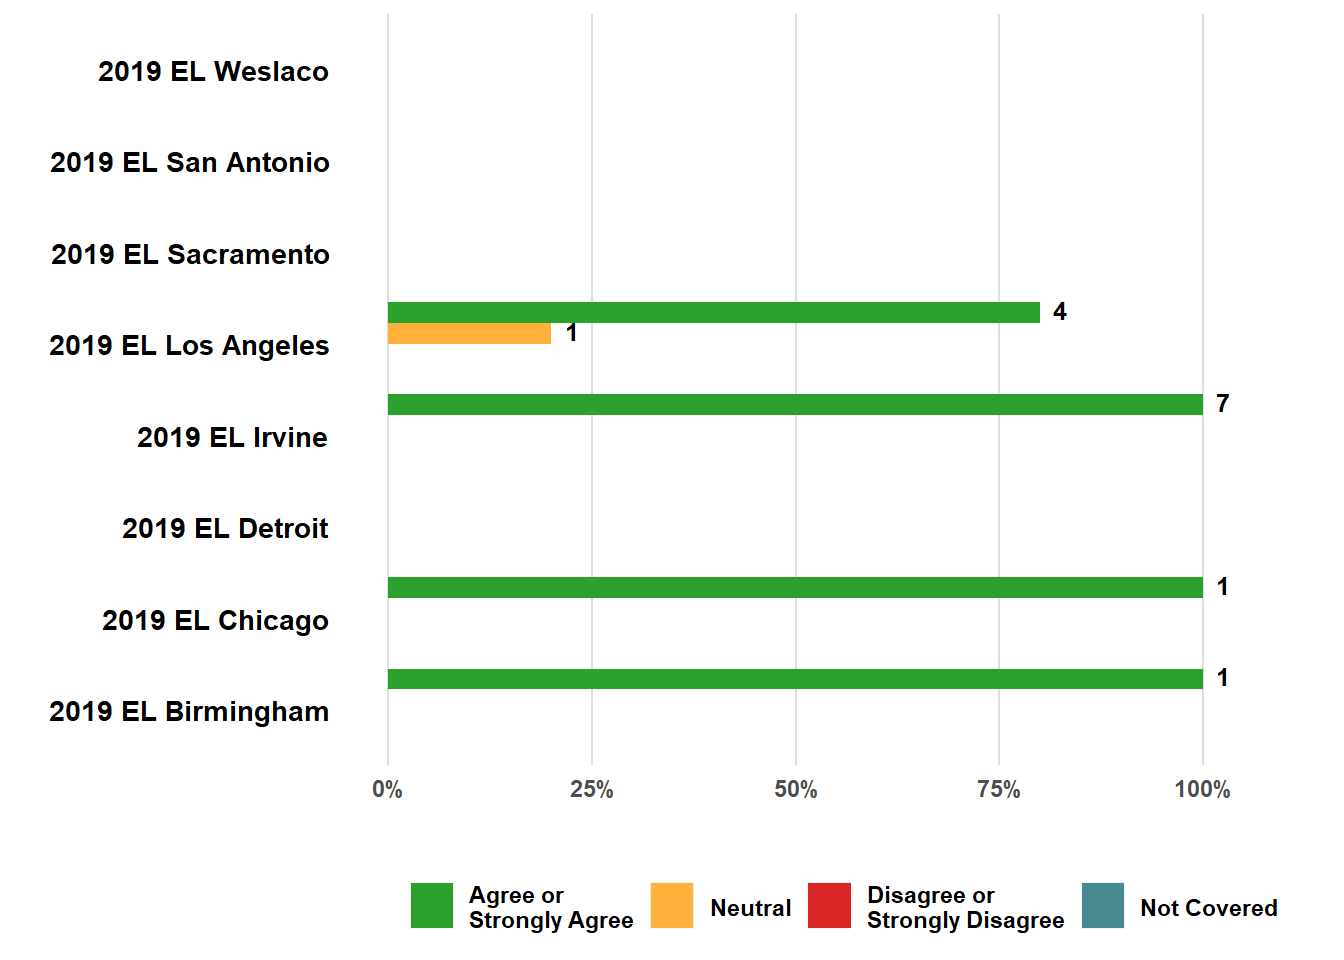 2019 EL Weslaco
2019 EL San Antonio
2019 EL Sacramento
4
1
2019 EL Los Angeles
7
2019 EL Irvine
2019 EL Detroit
1
2019 EL Chicago
1
2019 EL Birmingham
0% 25% 50% 75% 100%
Agree or
Strongly Agree
Neutral
Disagree or
Strongly Disagree
Not Covered